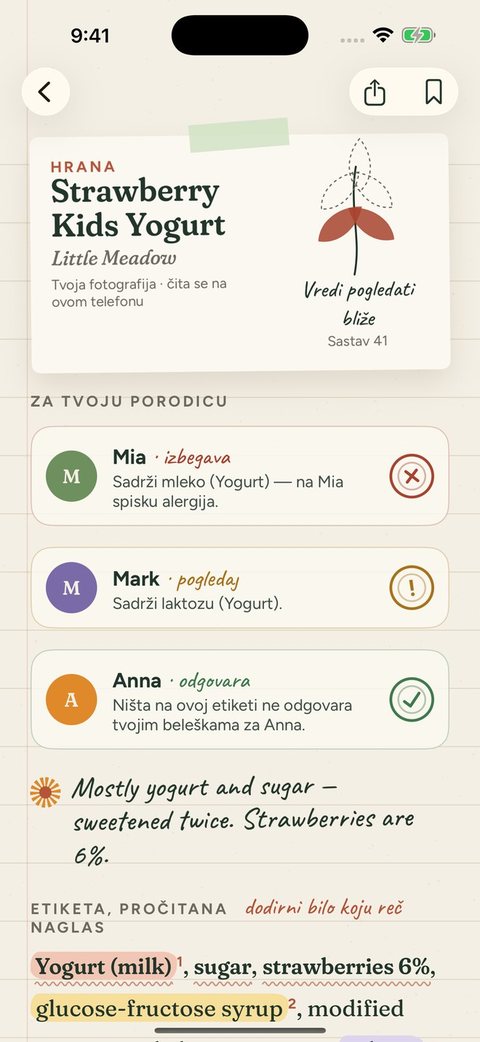 9:41
HRANA
Strawberry
Kids Yogurt
Little Meadow
Tvoja fotografija · čita se na
ovom telefonu
Vredi pogledati
bliže
Sastav 41
ZA TVOJU PORODICU
M
Mia · izbegava
Sadrži mleko (Yogurt) — na Mia
spisku alergija.
M
Mark · pogledaj
Sadrži laktozu (Yogurt).
A
Anna · odgovara
Ništa na ovoj etiketi ne odgovara
tvojim beleškama za Anna.
Mostly yogurt and sugar —
sweetened twice. Strawberries are
6%.
ETIKETA, PROČITANA dodirni bilo koju reč
NAGLAS
Yogurt (milk) 1, sugar, strawberries 6%,
glucose-fructose syrup 2, modified